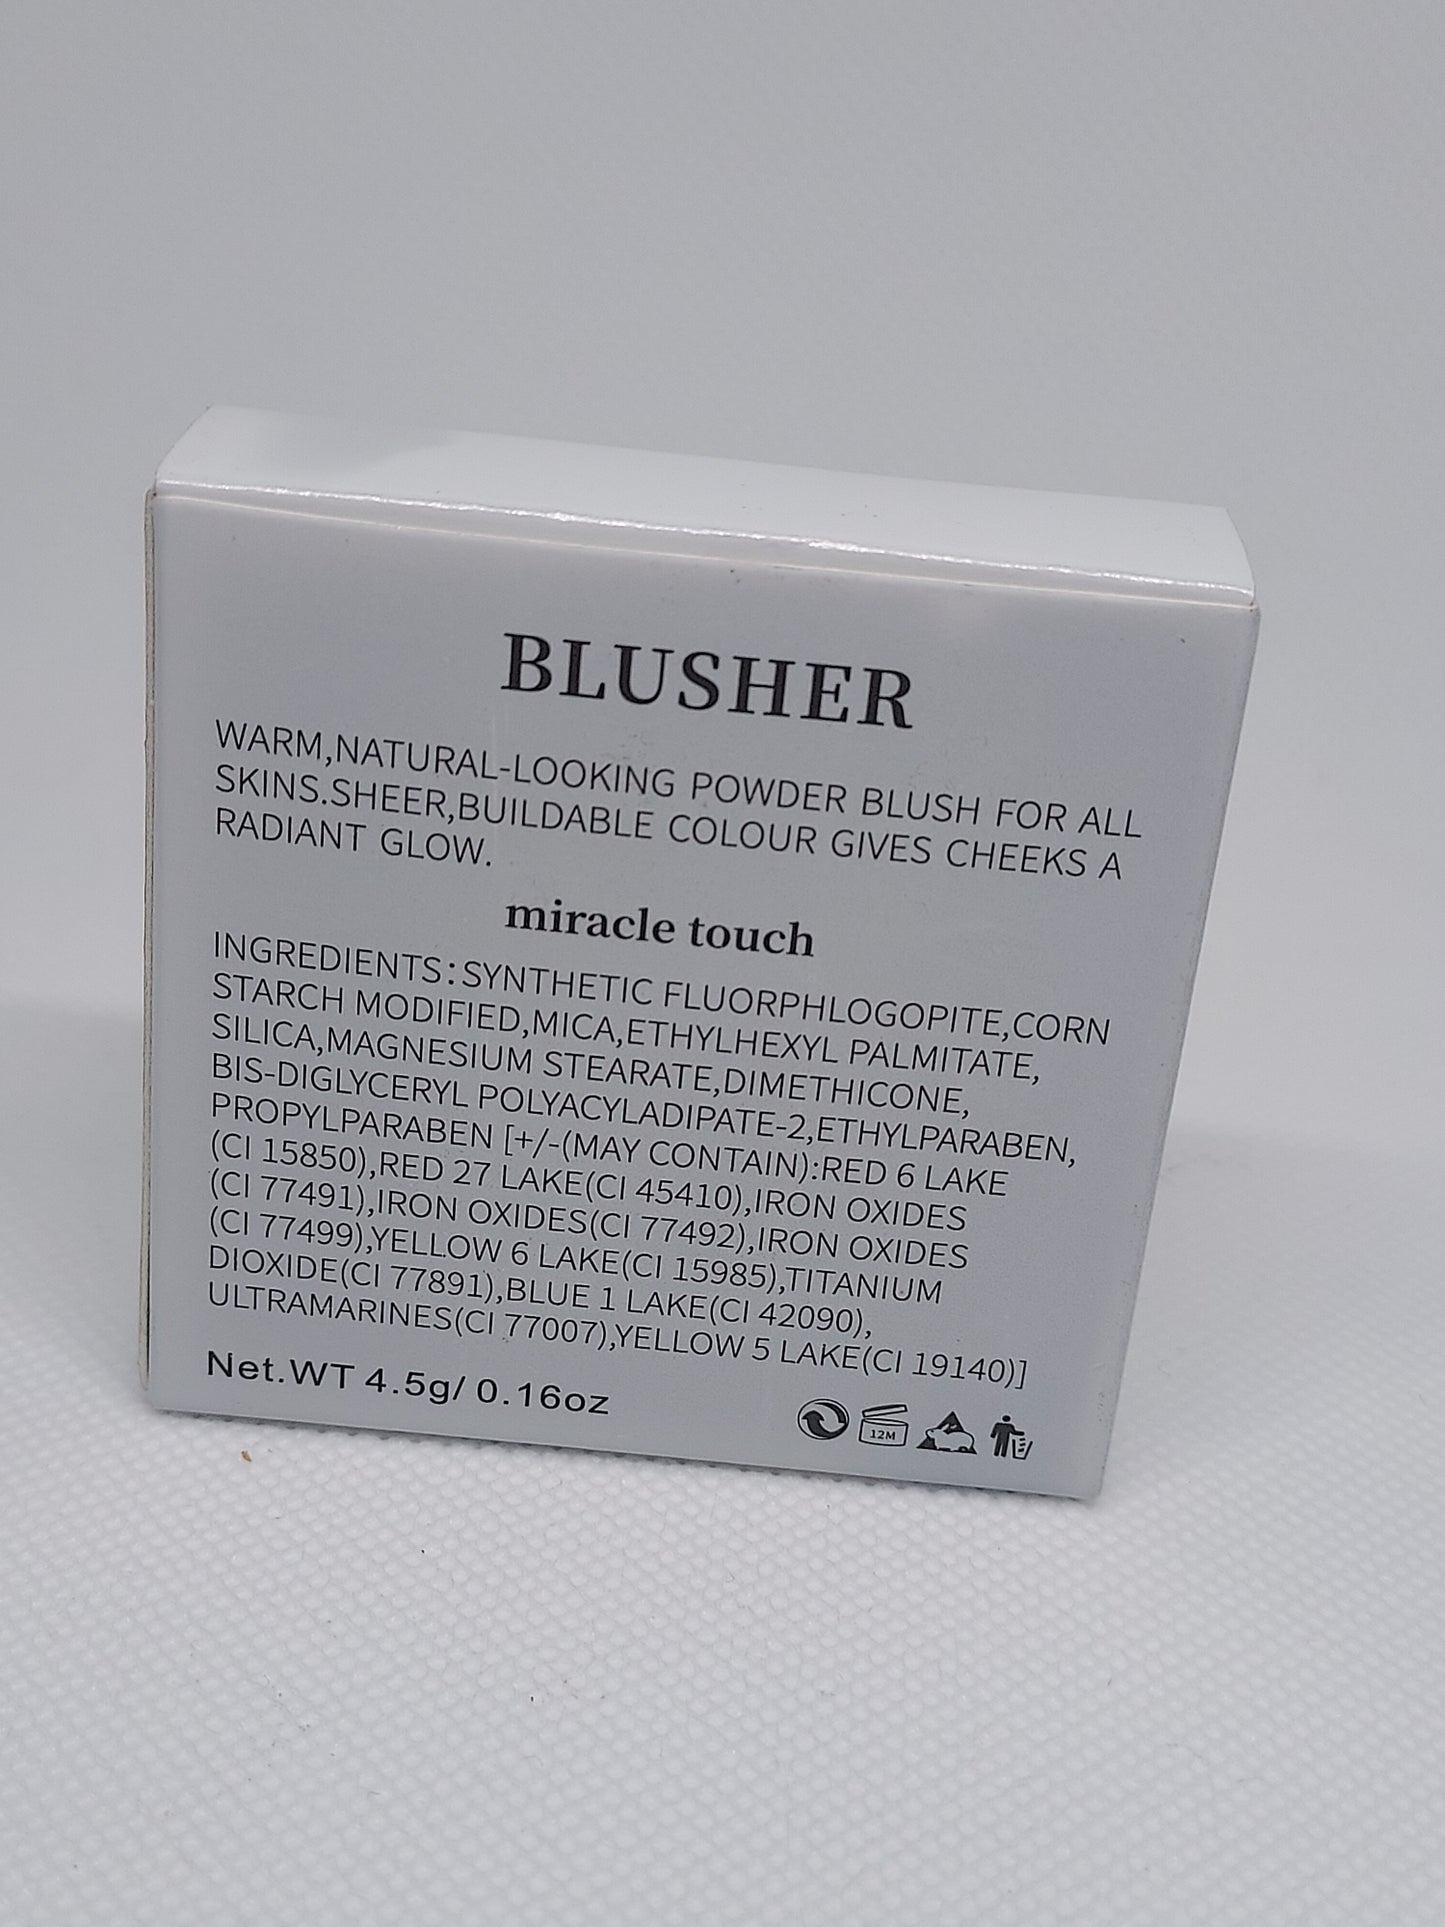 BLUSHER
WARM,NATURAL-LOOKING POWDER BLUSH FOR ALL
SKINS.SHEER,BUILDABLE COLOUR GIVES CHEEKS A
RADIANT GLOW.
miracle touch
INGREDIENTS:SYNTHETIC FLUORPHLOGOPITE,CORN
STARCH MODIFIED,MICA,ETHYLHEXYL PALMITATE,
SILICA,MAGNESIUM STEARATE,DIMETHICONE,
BIS-DIGLYCERYL POLYACYLADIPATE-2,ETHYLPARABEN,
PROPYLPARABEN [+/-(MAY CONTAIN):RED 6 LAKE
(CI 15850),RED 27 LAKE(CI 45410),IRON OXIDES
(CI 77491),IRON OXIDES(CI 77492),IRON OXIDES
(CI 77499),YELLOW 6 LAKE(CI 15985),TITANIUM
DIOXIDE(CI 77891),BLUE 1 LAKE(CI 42090),
ULTRAMARINES(CI 77007),YELLOW 5 LAKE(CI 19140)]
Net.WT 4.5g/ 0.16oz
12M